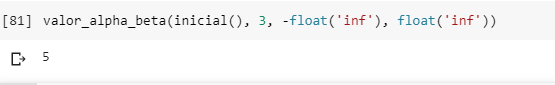 [81] valor_alpha_beta(inicial(), 3, -float('inf'), float('inf'))
5